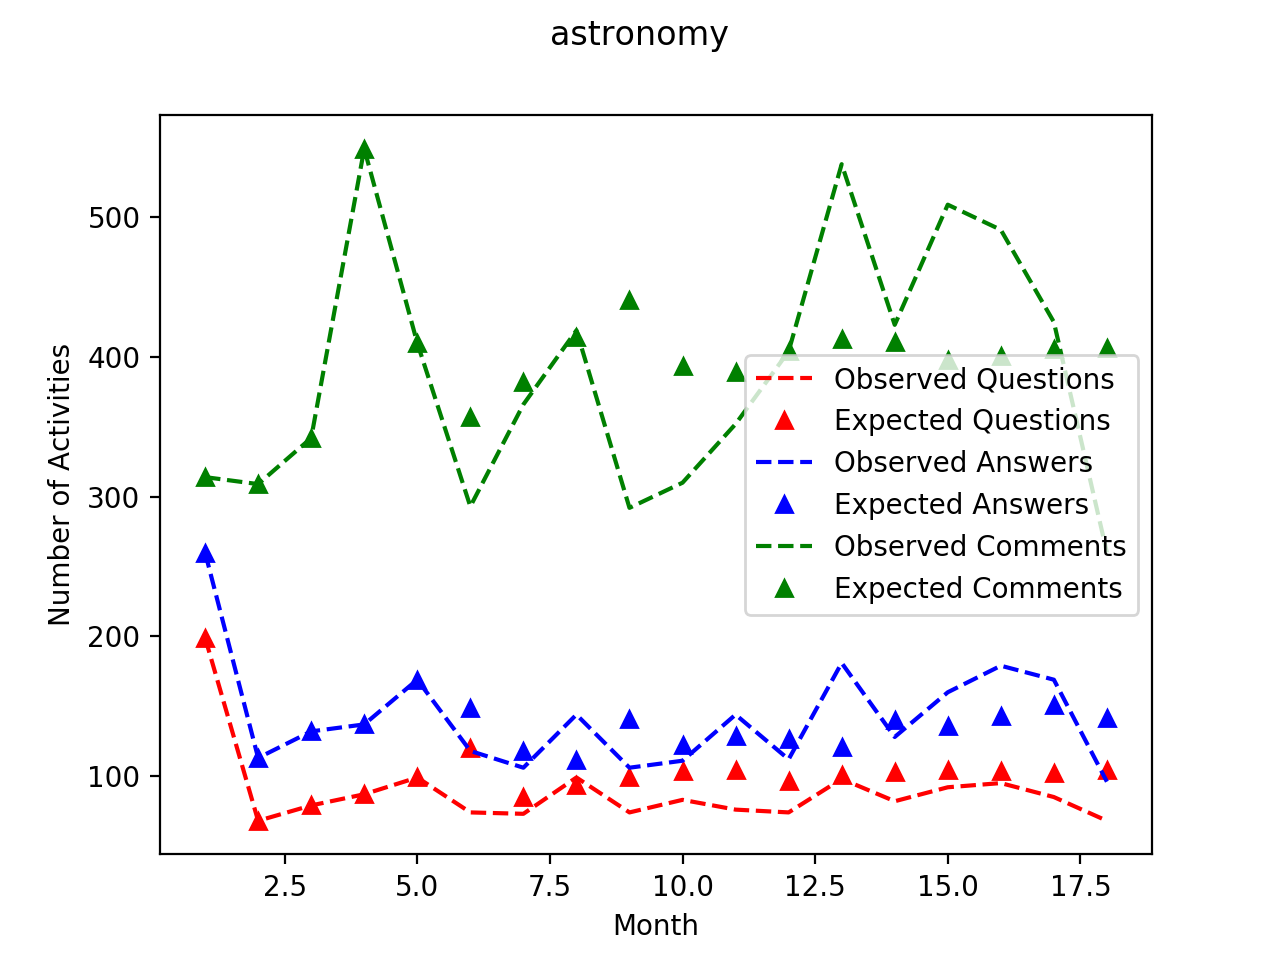 astronomy
500
400
300
200
100
Number of Activities
Observed Questions
Expected Questions
Observed Answers
Expected Answers
Observed Comments
Expected Comments
2.5 5.0 7.5 10.0 12.5 15.0 17.5
Month